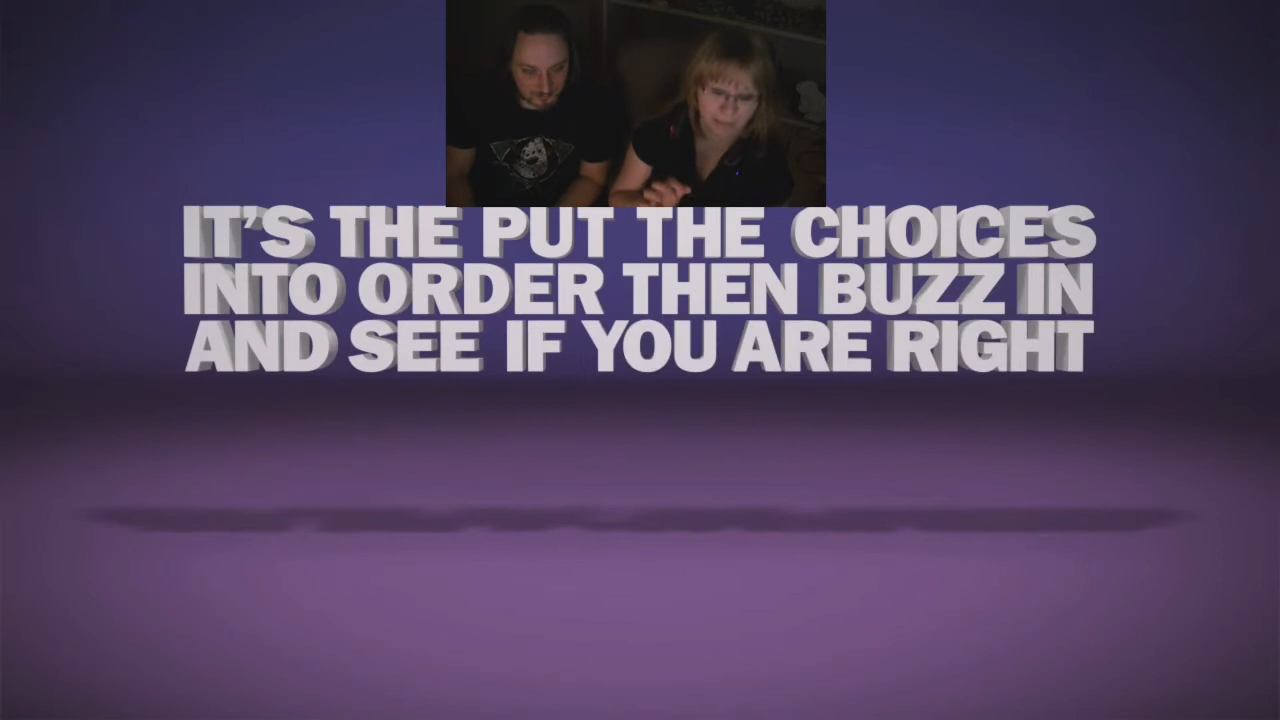 IT'S THE PUT THE CHOICES
INTO ORDER THEN BUZZ IN
AND SEE IF YOU ARE RIGHT